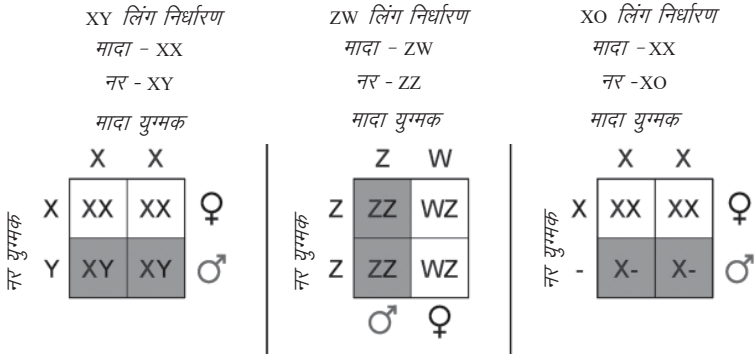 XY लिंग निर्धारण
मादा - XX
नर - XY
मादा युग्मक
X X
नर युग्मक
X XX XX ♀
Y XY XY ♂
ZW लिंग निर्धारण
मादा - ZW
नर - ZZ
मादा युग्मक
Z W
नर युग्मक
Z ZZ WZ
Z ZZ WZ
♂ ♀
XO लिंग निर्धारण
मादा - XX
नर -XO
मादा युग्मक
X X
नर युग्मक
X XX XX ♀
- X- X- ♂